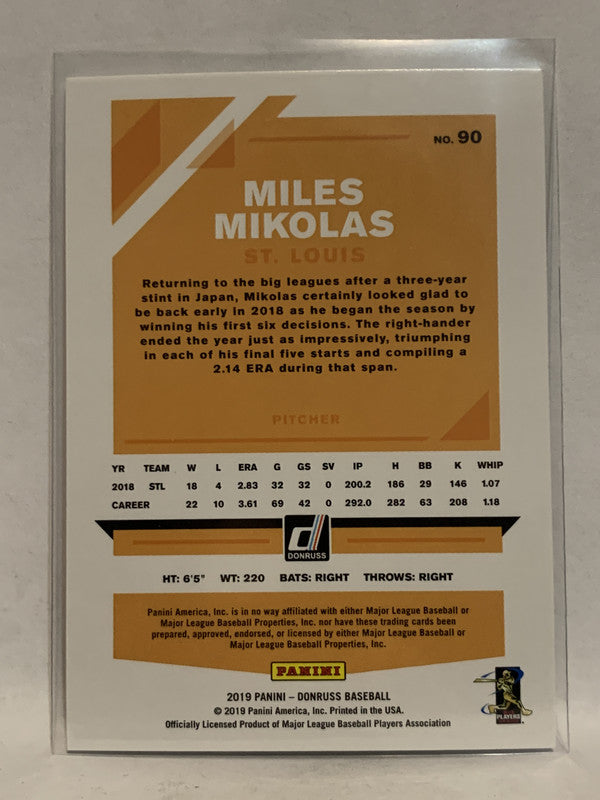 NO. 90
MILES
MIKOLAS
ST. LOUIS
Returning to the big leagues after a three-year
stint in Japan, Mikolas certainly looked glad to
be back early in 2018 as he began the season by
winning his first six decisions. The right-hander
ended the year just as impressively, triumphing
in each of his final five starts and compiling a
2.14 ERA during that span.
PITCHER
YR TEAM W L ERA G GS SV IP H BB K WHIP
2018 STL 18 4 2.83 32 32 0 200.2 186 29 146 1.07
CAREER 22 10 3.61 69 42 0 292.0 282 63 208 1.18
DONRUSS
HT: 6'5" WT: 220 BATS: RIGHT THROWS: RIGHT
Panini America, Inc. is in no way affiliated with either Major League Baseball or
Major League Baseball Properties, Inc. nor have these trading cards been
prepared, approved, endorsed, or licensed by either Major League Baseball or
Major League Baseball Properties, Inc.
PANINI
2019 PANINI – DONRUSS BASEBALL
© 2019 Panini America, Inc. Printed in the USA.
Officially Licensed Product of Major League Baseball Players Association
PLAYERS